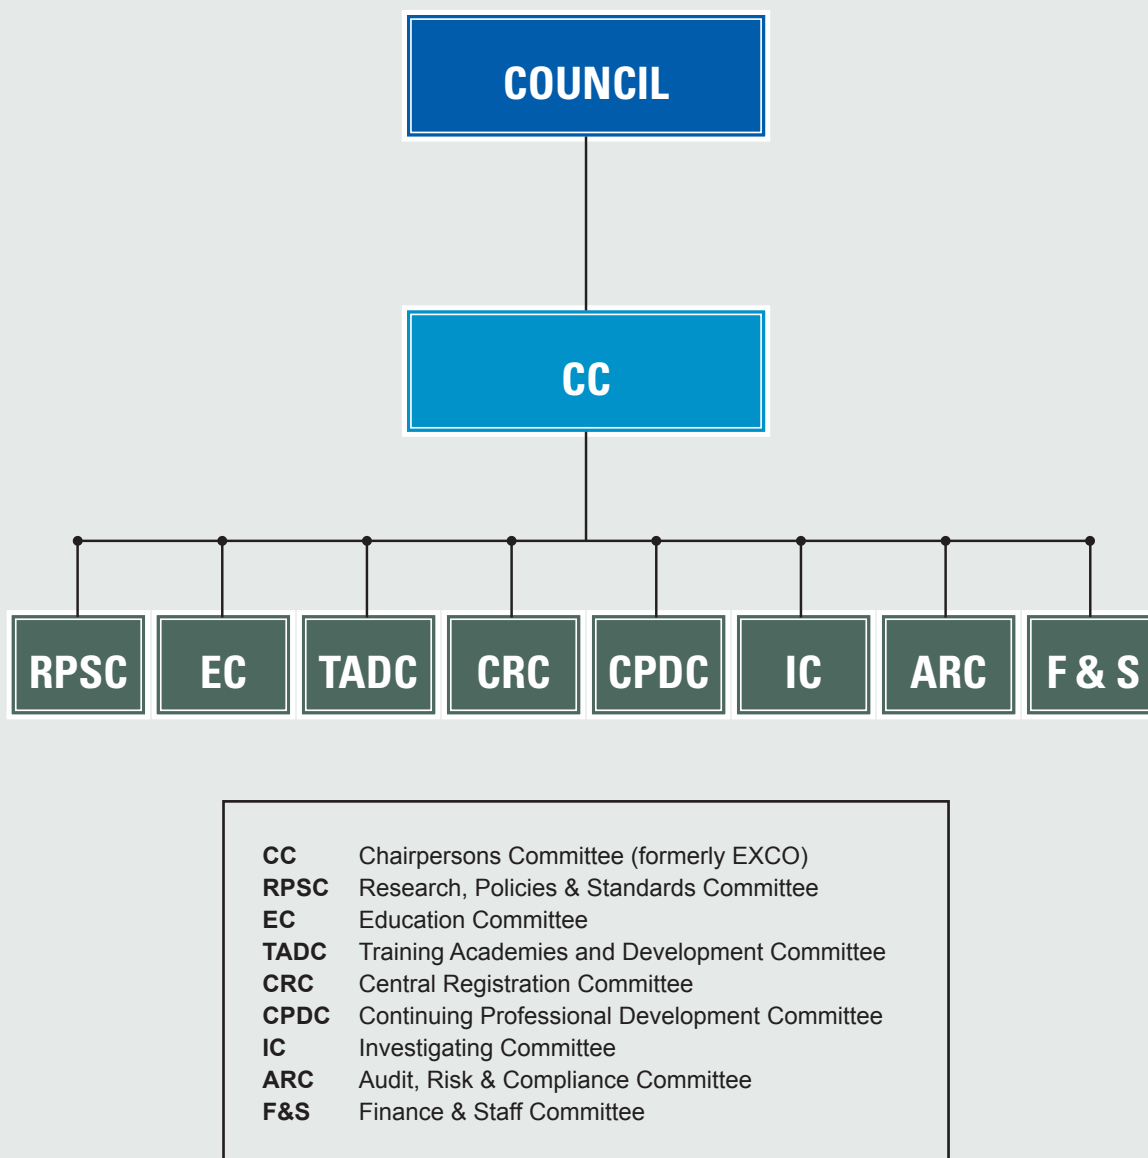 COUNCIL
CC
RPSC EC TADC CRC CPDC IC ARC F & S
CC Chairpersons Committee (formerly EXCO)
RPSC Research, Policies & Standards Committee
EC Education Committee
TADC Training Academies and Development Committee
CRC Central Registration Committee
CPDC Continuing Professional Development Committee
IC Investigating Committee
ARC Audit, Risk & Compliance Committee
F&S Finance & Staff Committee